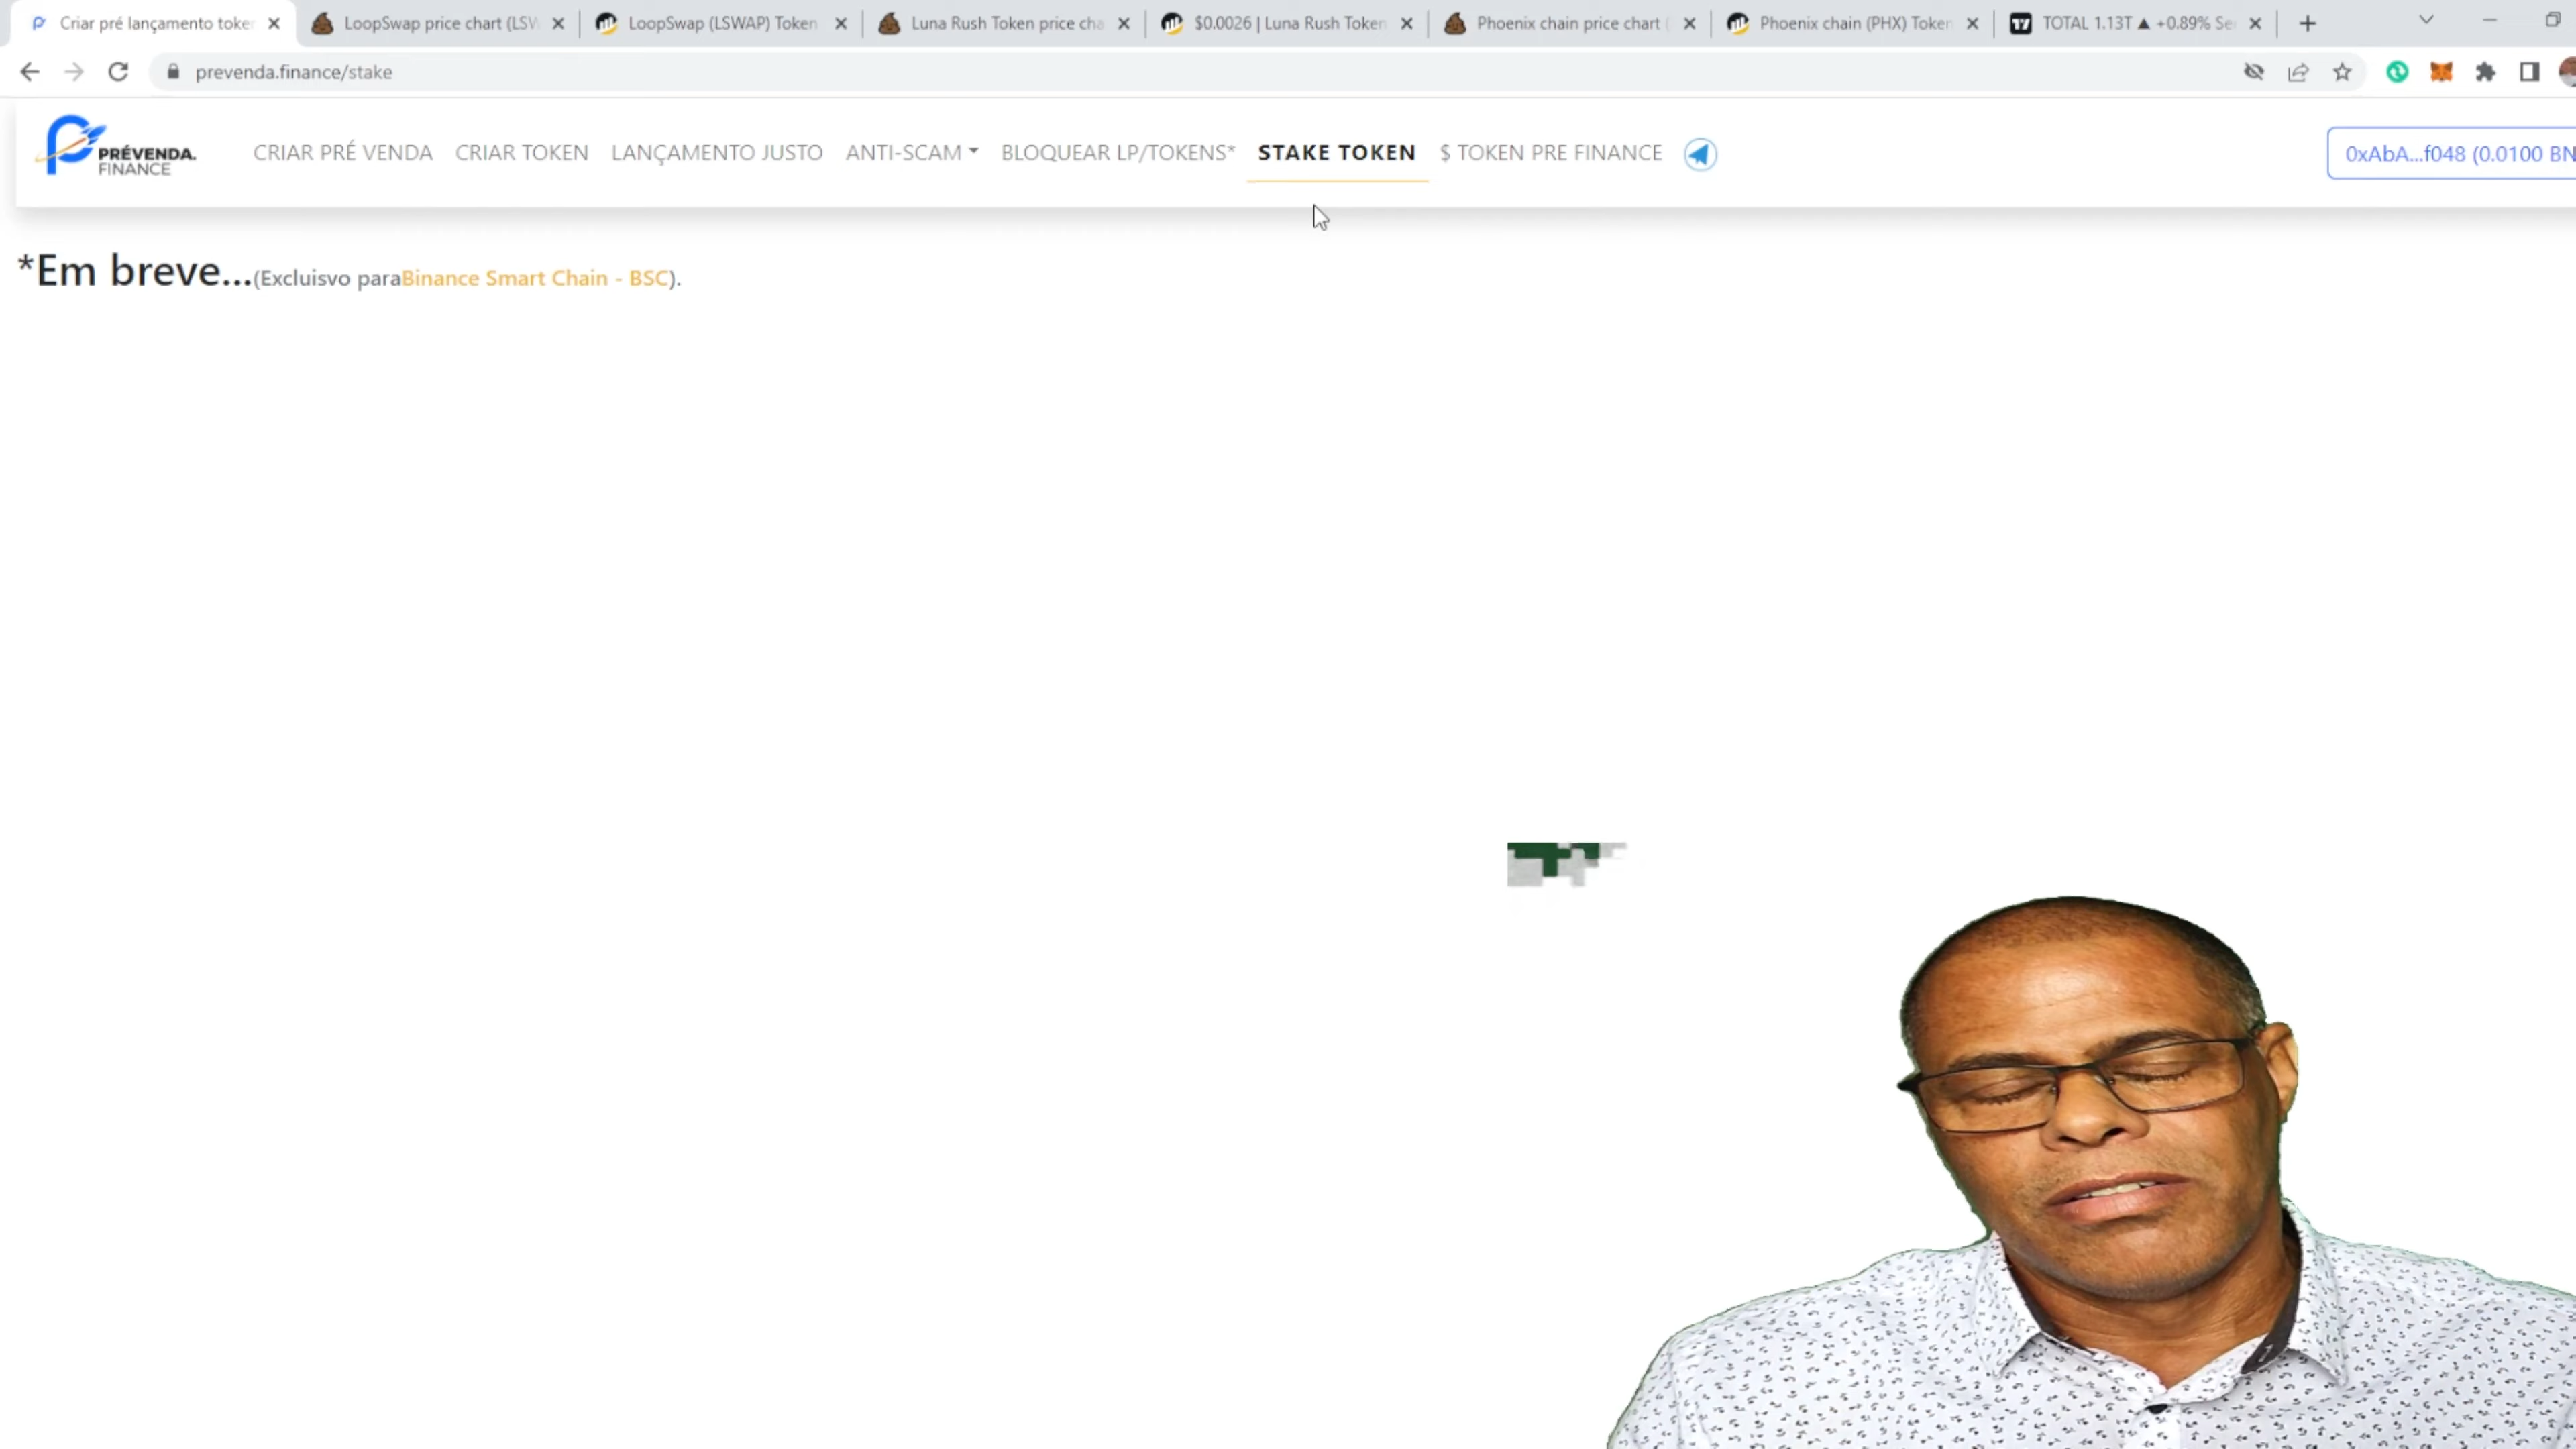 Criar pré lançamento toke
LoopSwap price chart (LSW
LoopSwap (LSWAP) Token
Luna Rush Token price cha
$0.0026 | Luna Rush Token
Phoenix chain price chart (
Phoenix chain (PHX) Token
TOTAL 1.13T ▲ +0.89% Se
prevenda.finance/stake
PRÉVENDA.
FINANCE
CRIAR PRÉ VENDA
CRIAR TOKEN
LANÇAMENTO JUSTO
ANTI-SCAM
BLOQUEAR LP/TOKENS*
STAKE TOKEN
$ TOKEN PRE FINANCE
0xAbA...f048 (0.0100 BN
*Em breve...(Excluisvo paraBinance Smart Chain - BSC).